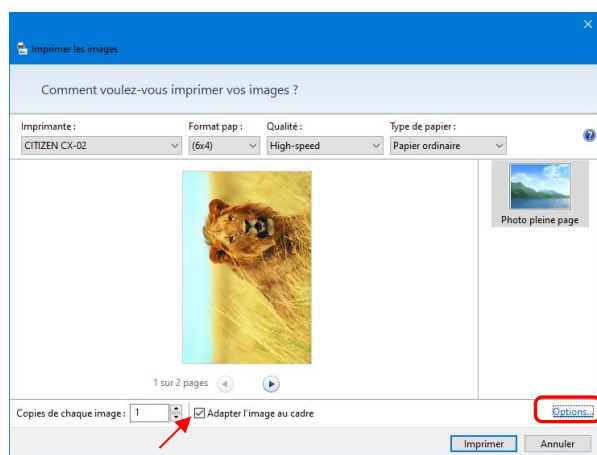 Imprimer les images
Comment voulez-vous imprimer vos images ?
Imprimante : Format pap : Qualité : Type de papier :
CITIZEN CX-02 (6x4) High-speed Papier ordinaire
Photo pleine page
1 sur 2 pages
Copies de chaque image : 1 Adapter l'image au cadre Options...
Imprimer Annuler